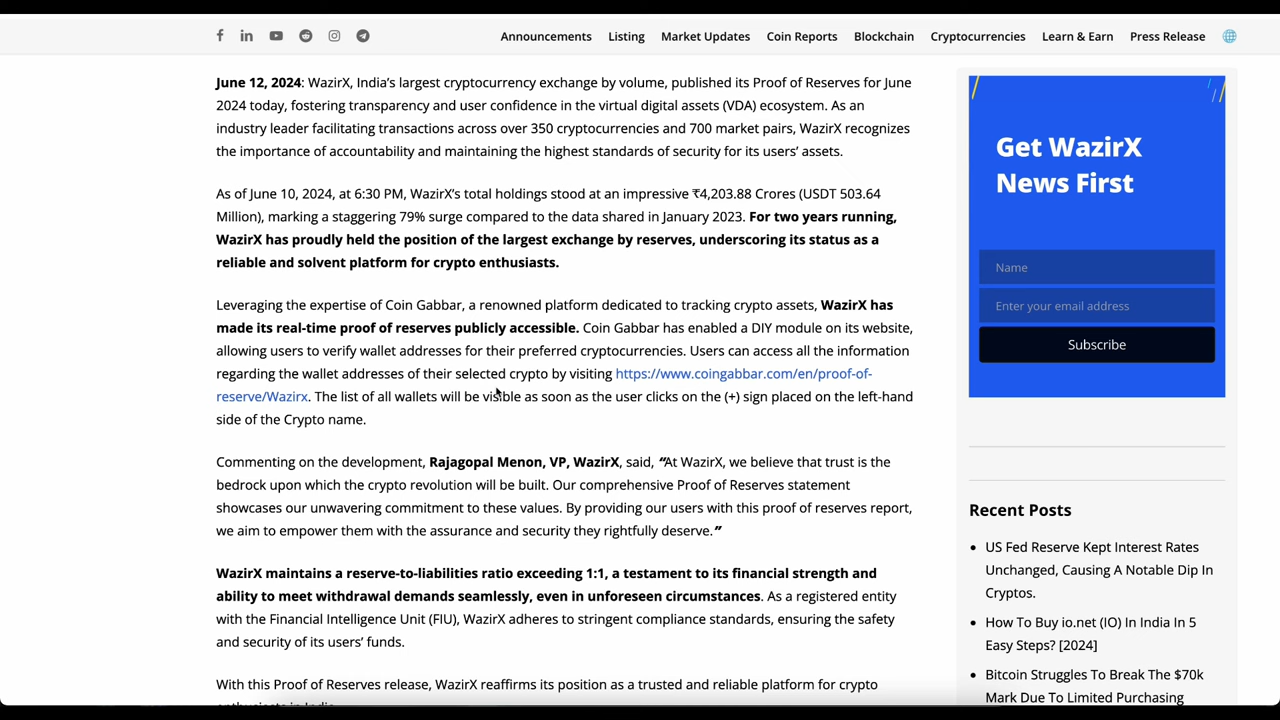 Announcements Listing Market Updates Coin Reports Blockchain Cryptocurrencies Learn & Earn Press Release
June 12, 2024: WazirX, India’s largest cryptocurrency exchange by volume, published its Proof of Reserves for June
2024 today, fostering transparency and user confidence in the virtual digital assets (VDA) ecosystem. As an
industry leader facilitating transactions across over 350 cryptocurrencies and 700 market pairs, WazirX recognizes
the importance of accountability and maintaining the highest standards of security for its users’ assets.
As of June 10, 2024, at 6:30 PM, WazirX’s total holdings stood at an impressive ₹4,203.88 Crores (USDT 503.64
Million), marking a staggering 79% surge compared to the data shared in January 2023. For two years running,
WazirX has proudly held the position of the largest exchange by reserves, underscoring its status as a
reliable and solvent platform for crypto enthusiasts.
Leveraging the expertise of Coin Gabbar, a renowned platform dedicated to tracking crypto assets, WazirX has
made its real-time proof of reserves publicly accessible. Coin Gabbar has enabled a DIY module on its website,
allowing users to verify wallet addresses for their preferred cryptocurrencies. Users can access all the information
regarding the wallet addresses of their selected crypto by visiting https://www.coingabbar.com/en/proof-of-
reserve/Wazirx. The list of all wallets will be visible as soon as the user clicks on the (+) sign placed on the left-hand
side of the Crypto name.
Commenting on the development, Rajagopal Menon, VP, WazirX, said, “At WazirX, we believe that trust is the
bedrock upon which the crypto revolution will be built. Our comprehensive Proof of Reserves statement
showcases our unwavering commitment to these values. By providing our users with this proof of reserves report,
we aim to empower them with the assurance and security they rightfully deserve.”
WazirX maintains a reserve-to-liabilities ratio exceeding 1:1, a testament to its financial strength and
ability to meet withdrawal demands seamlessly, even in unforeseen circumstances. As a registered entity
with the Financial Intelligence Unit (FIU), WazirX adheres to stringent compliance standards, ensuring the safety
and security of its users’ funds.
With this Proof of Reserves release, WazirX reaffirms its position as a trusted and reliable platform for crypto
Get WazirX
News First
Name
Enter your email address
Subscribe
Recent Posts
US Fed Reserve Kept Interest Rates
Unchanged, Causing A Notable Dip In
Cryptos.
How To Buy io.net (IO) In India In 5
Easy Steps? [2024]
Bitcoin Struggles To Break The $70k
Mark Due To Limited Purchasing